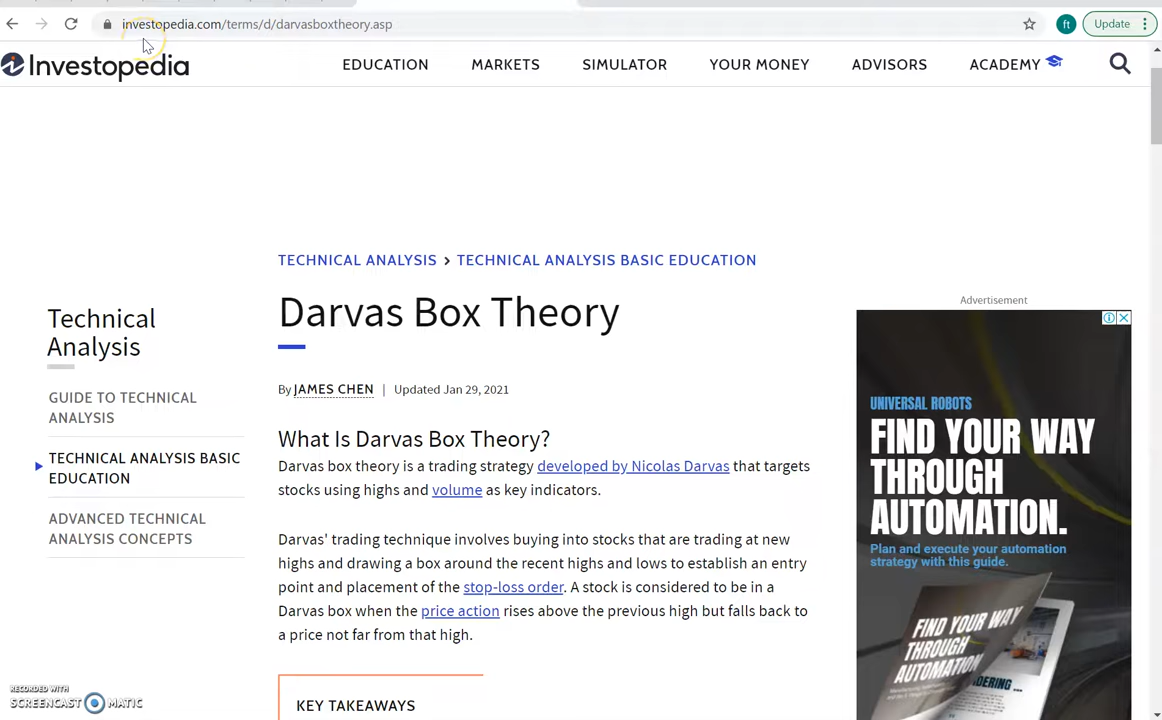 investopedia.com/terms/d/darvasboxtheory.asp
ft
Update
Investopedia
EDUCATION
MARKETS
SIMULATOR
YOUR MONEY
ADVISORS
ACADEMY
TECHNICAL ANALYSIS > TECHNICAL ANALYSIS BASIC EDUCATION
Technical
Analysis
GUIDE TO TECHNICAL
ANALYSIS
TECHNICAL ANALYSIS BASIC
EDUCATION
ADVANCED TECHNICAL
ANALYSIS CONCEPTS
Darvas Box Theory
By JAMES CHEN | Updated Jan 29, 2021
What Is Darvas Box Theory?
Darvas box theory is a trading strategy developed by Nicolas Darvas that targets
stocks using highs and volume as key indicators.
Darvas' trading technique involves buying into stocks that are trading at new
highs and drawing a box around the recent highs and lows to establish an entry
point and placement of the stop-loss order. A stock is considered to be in a
Darvas box when the price action rises above the previous high but falls back to
a price not far from that high.
KEY TAKEAWAYS
Advertisement
UNIVERSAL ROBOTS
FIND YOUR WAY
THROUGH
AUTOMATION.
Plan and execute your automation
strategy with this guide.
FIND YOUR WAY
THROUGH
AUTOMATION.
RECORDED WITH
SCREENCAST MATIC